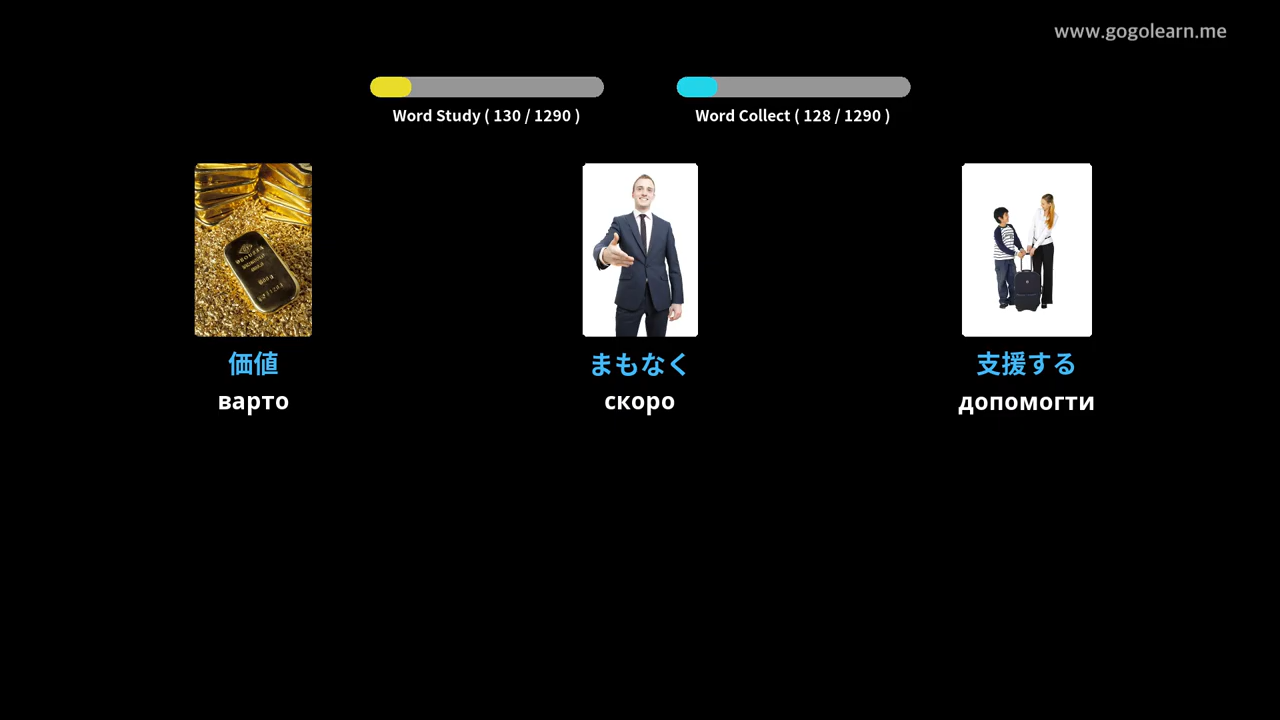 www.gogolearn.me
Word Study ( 130 / 1290 )
Word Collect ( 128 / 1290 )
価値
まもなく
支援する
варто
скоро
допомогти